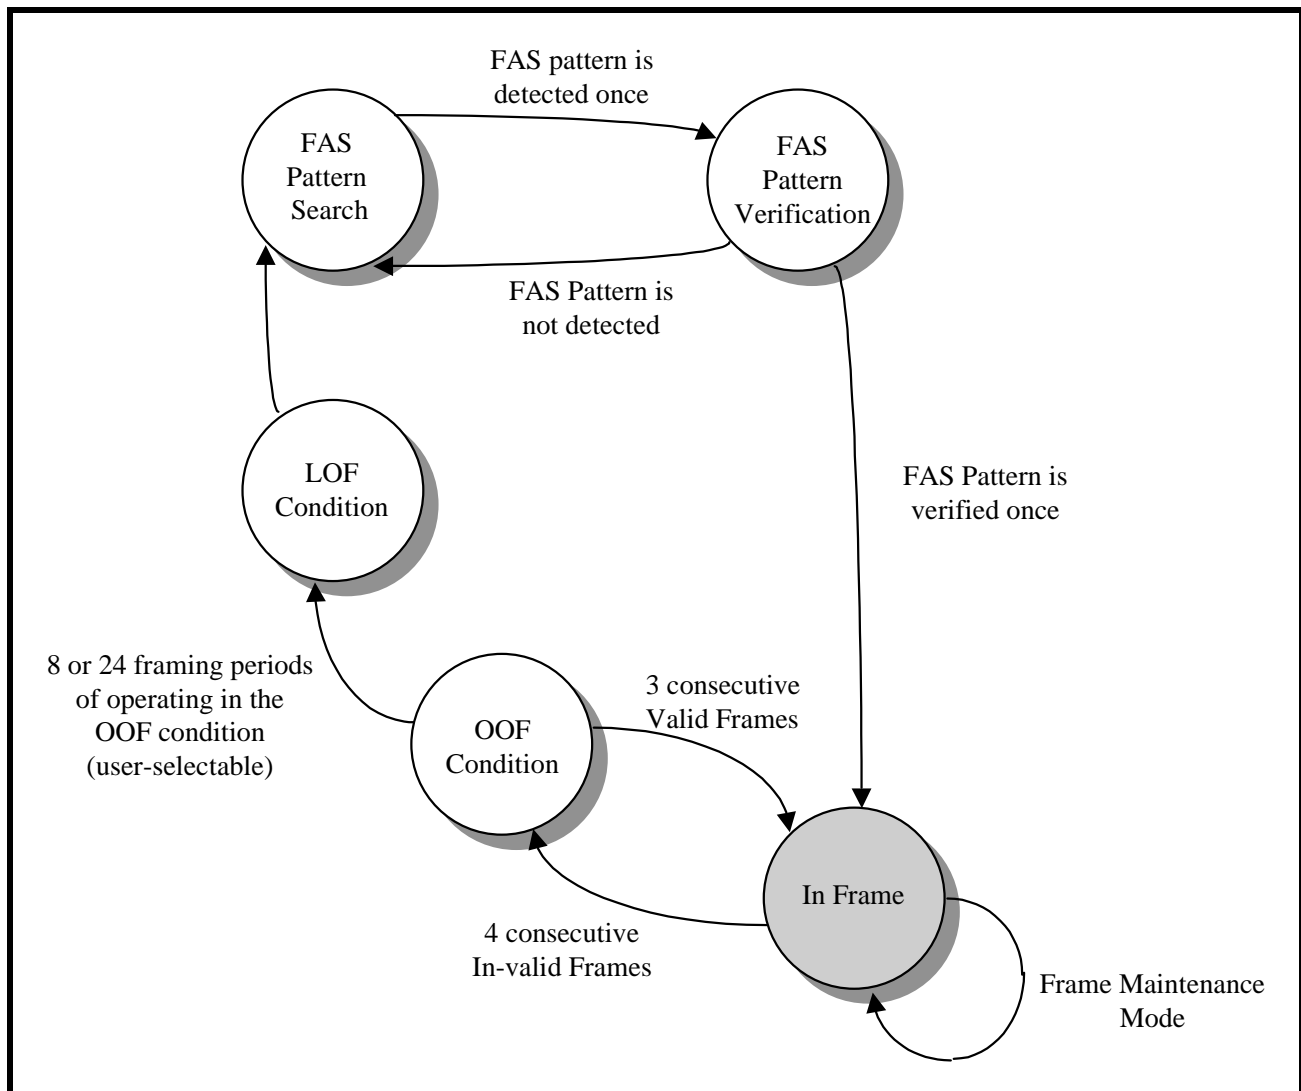 FAS pattern is
detected once
FAS
Pattern
Search
FAS
Pattern
Verification
FAS Pattern is
not detected
LOF
Condition
FAS Pattern is
verified once
8 or 24 framing periods
of operating in the
OOF condition
(user-selectable)
OOF
Condition
3 consecutive
Valid Frames
In Frame
4 consecutive
In-valid Frames
Frame Maintenance
Mode